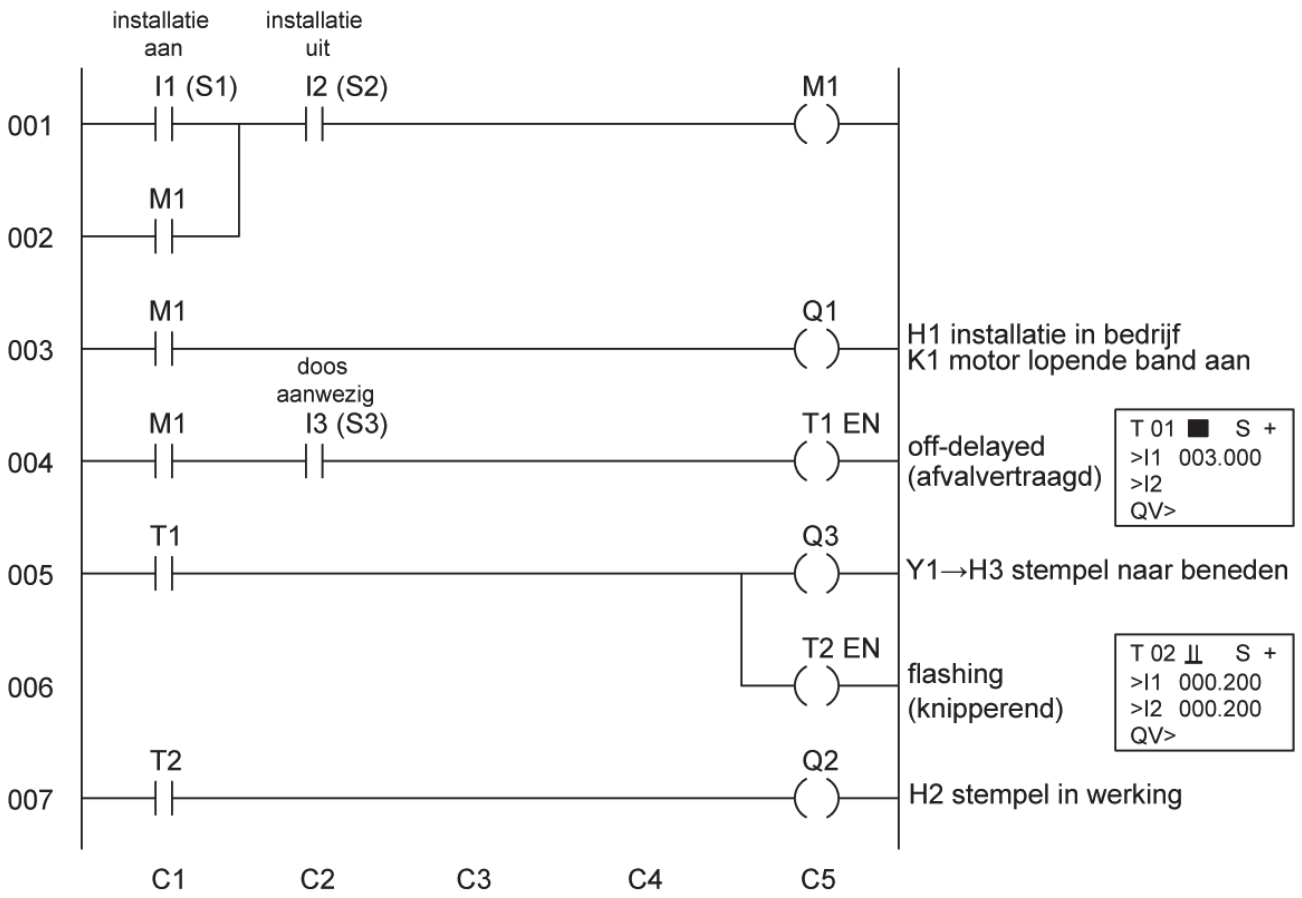 installatie
aan
installatie
uit
I1 (S1)
I2 (S2)
M1
001
M1
002
M1
Q1
003
H1 installatie in bedrijf
K1 motor lopende band aan
doos
aanwezig
M1
I3 (S3)
T1 EN
004
off-delayed
(afvalvertraagd)
T 01 ■ S +
>I1 003.000
>I2
QV>
T1
Q3
005
Y1→H3 stempel naar beneden
T2 EN
006
flashing
(knipperend)
T 02 ⨿ S +
>I1 000.200
>I2 000.200
QV>
T2
Q2
007
H2 stempel in werking
C1 C2 C3 C4 C5